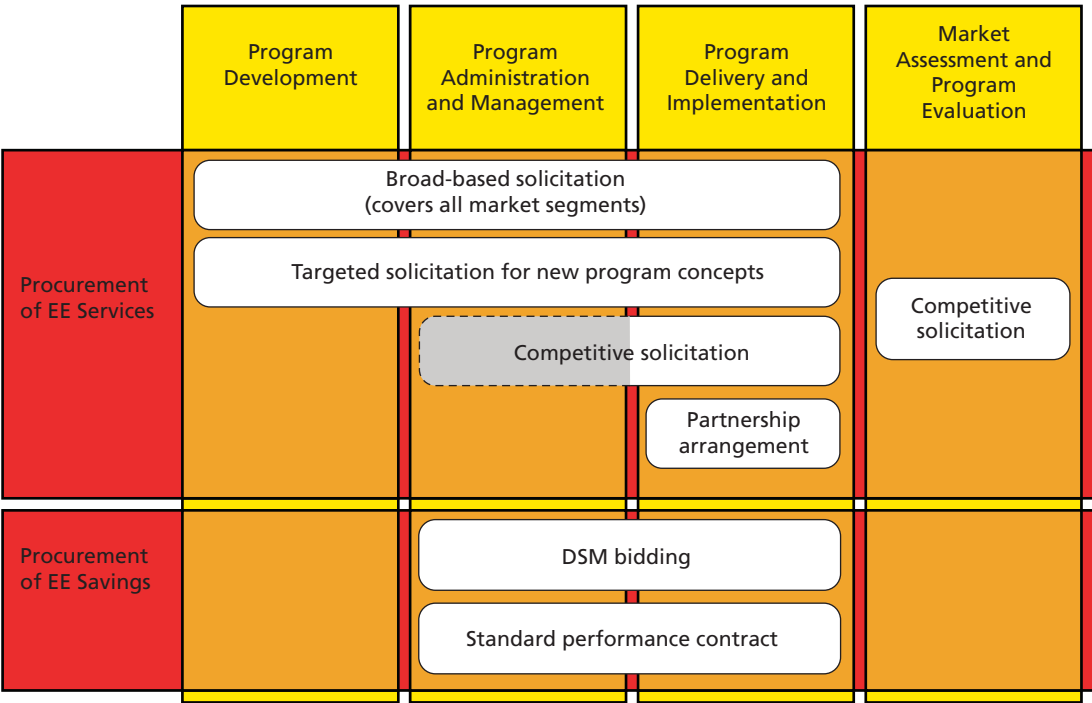 Program
Development
Program
Administration
and Management
Program
Delivery and
Implementation
Market
Assessment and
Program
Evaluation
Procurement
of EE Services
Broad-based solicitation
(covers all market segments)
Targeted solicitation for new program concepts
Competitive solicitation
Partnership
arrangement
Competitive
solicitation
Procurement
of EE Savings
DSM bidding
Standard performance contract